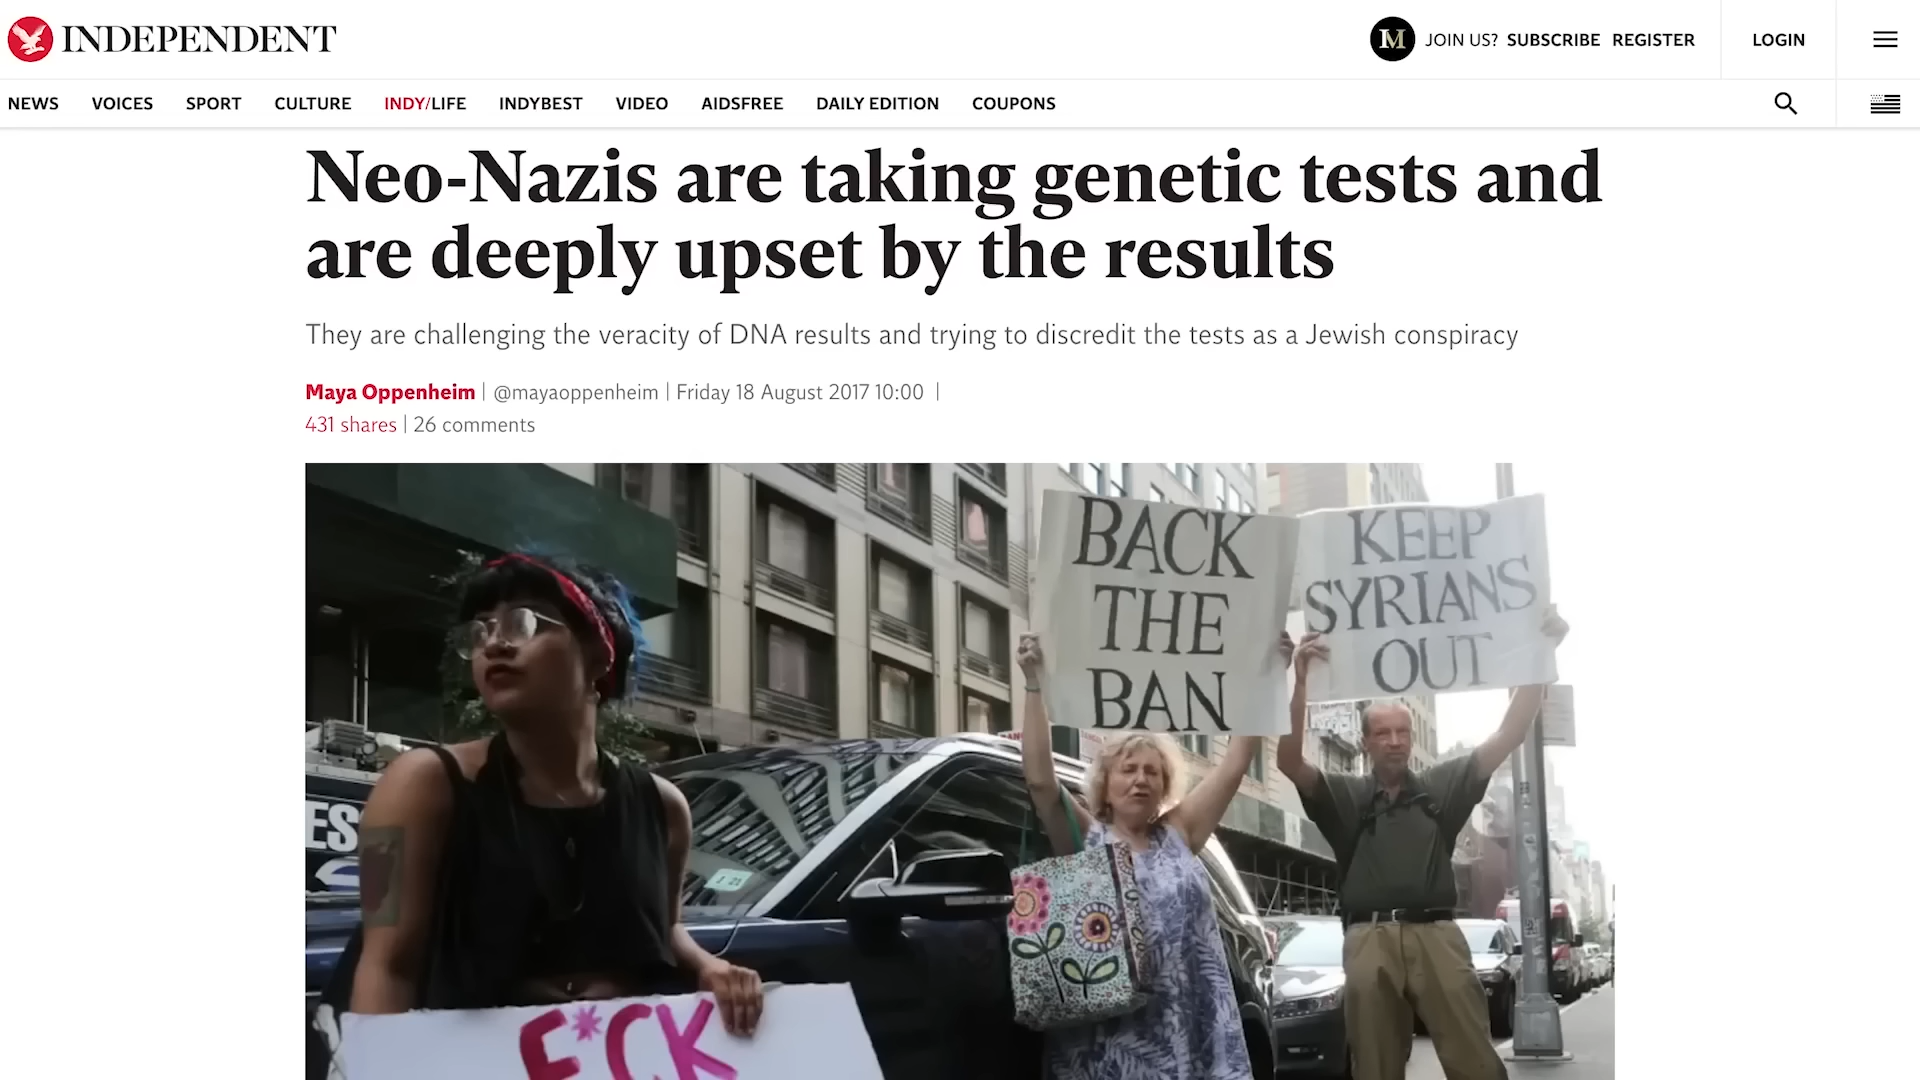 INDEPENDENT
M JOIN US? SUBSCRIBE REGISTER LOGIN
NEWS VOICES SPORT CULTURE INDY/LIFE INDYBEST VIDEO AIDSFREE DAILY EDITION COUPONS
Neo-Nazis are taking genetic tests and
are deeply upset by the results
They are challenging the veracity of DNA results and trying to discredit the tests as a Jewish conspiracy
Maya Oppenheim | @mayaoppenheim | Friday 18 August 2017 10:00 |
431 shares | 26 comments
BACK
THE
BAN
KEEP
SYRIANS
OUT
ES
F*CK